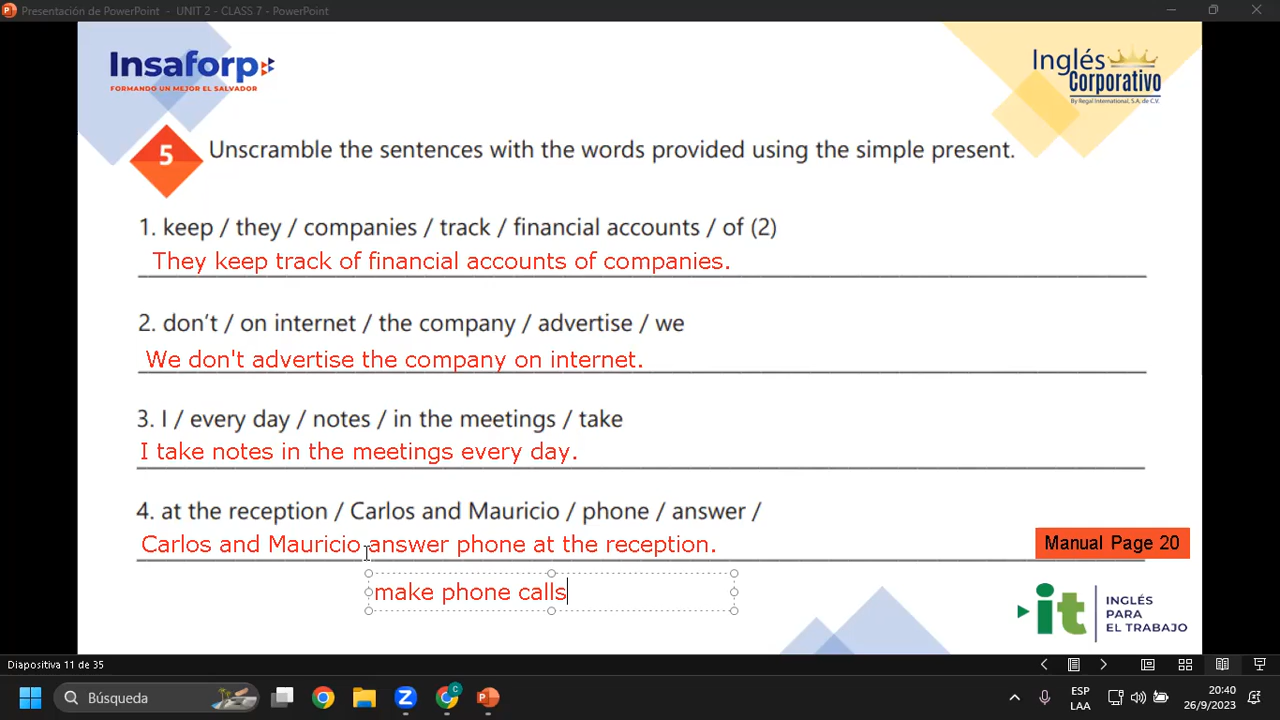 Presentación de PowerPoint - UNIT 2 - CLASS 7 - PowerPoint
Insaforp
FORMANDO UN MEJOR EL SALVADOR
Inglés
Corporativo
By Regal International, S.A. de C.V.
5 Unscramble the sentences with the words provided using the simple present.
1. keep / they / companies / track / financial accounts / of (2)
They keep track of financial accounts of companies.
2. don't / on internet / the company / advertise / we
We don't advertise the company on internet.
3. I / every day / notes / in the meetings / take
I take notes in the meetings every day.
4. at the reception / Carlos and Mauricio / phone / answer /
Carlos and Mauricio answer phone at the reception.
Manual Page 20
make phone calls
it
INGLÉS
PARA
EL TRABAJO
Diapositiva 11 de 35
Búsqueda
ESP
LAA
20:40
26/9/2023